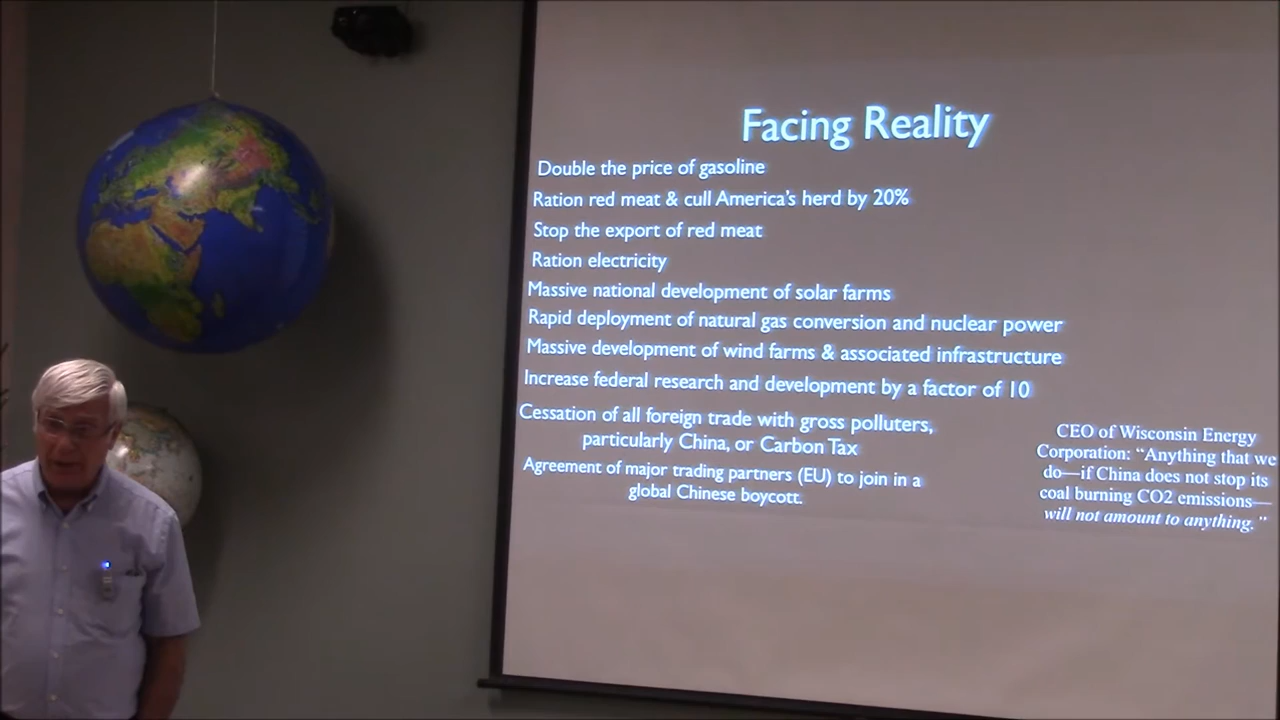 Facing Reality
Double the price of gasoline
Ration red meat & cull America's herd by 20%
Stop the export of red meat
Ration electricity
Massive national development of solar farms
Rapid deployment of natural gas conversion and nuclear power
Massive development of wind farms & associated infrastructure
Increase federal research and development by a factor of 10
Cessation of all foreign trade with gross polluters,
particularly China, or Carbon Tax
Agreement of major trading partners (EU) to join in a
global Chinese boycott.
CEO of Wisconsin Energy
Corporation: “Anything that we
do—if China does not stop its
coal burning CO2 emissions—
will not amount to anything.”